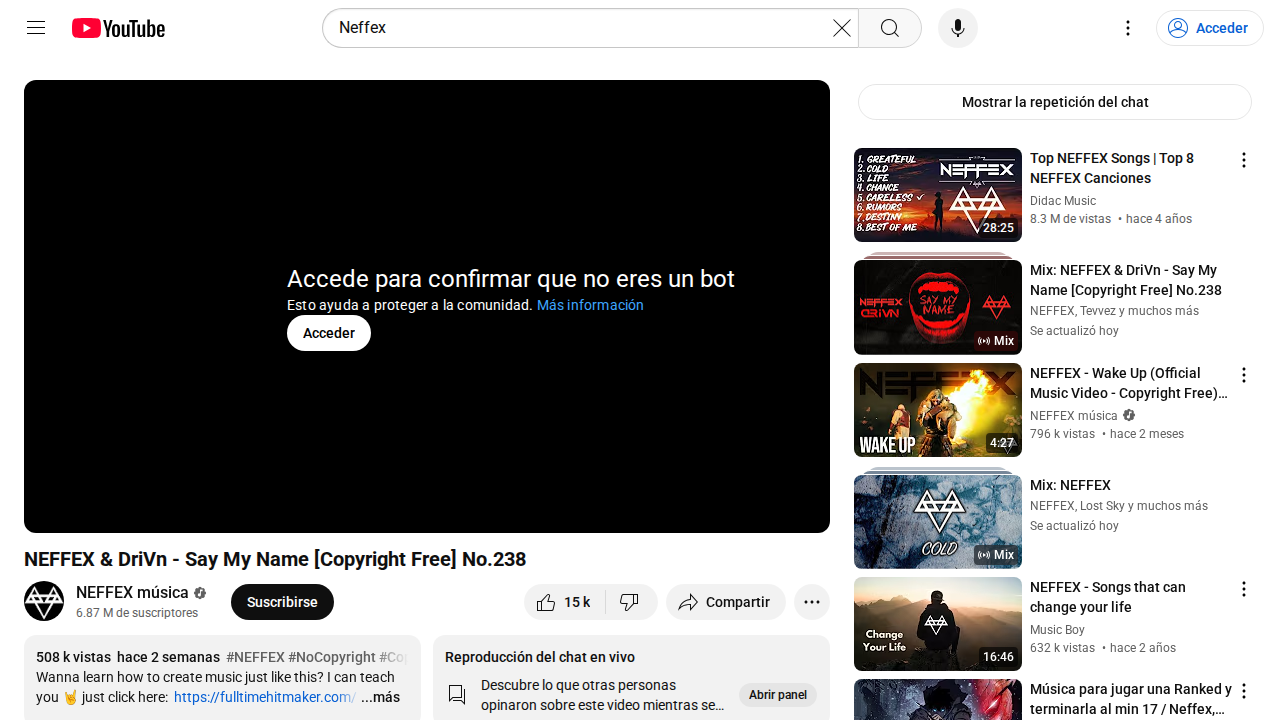 YouTube
Neffex
Acceder
Accede para confirmar que no eres un bot
Esto ayuda a proteger a la comunidad. Más información
Acceder
NEFFEX & DriVn - Say My Name [Copyright Free] No.238
NEFFEX música
6.87 M de suscriptores
Suscribirse
15 k
Compartir
508 k vistas hace 2 semanas #NEFFEX #NoCopyright
Wanna learn how to create music just like this? I can teach
you 🤘 just click here: https://fulltimehitmaker.com/ ...más
Reproducción del chat en vivo
Descubre lo que otras personas
opinaron sobre este video mientras se…
Abrir panel
Mostrar la repetición del chat
1. GREATEFUL
2. COLD
3. LIFE
4. CHANCE
5. CARELESS ✓
6. RUMORS
7. DESTINY
8. BEST OF ME
NEFFEX
28:25
Top NEFFEX Songs | Top 8
NEFFEX Canciones
Didac Music
8.3 M de vistas • hace 4 años
NEFFEX
DRIVN
SAY MY
NAME
Mix
Mix: NEFFEX & DriVn - Say My
Name [Copyright Free] No.238
NEFFEX, Tevvez y muchos más
Se actualizó hoy
NEFFEX
WAKE UP
4:27
NEFFEX - Wake Up (Official
Music Video - Copyright Free)…
NEFFEX música
796 k vistas • hace 2 meses
COLD
Mix
Mix: NEFFEX
NEFFEX, Lost Sky y muchos más
Se actualizó hoy
Change
Your Life
16:46
NEFFEX - Songs that can
change your life
Music Boy
632 k vistas • hace 2 años
Música para jugar una Ranked y
terminarla al min 17 / Neffex,…